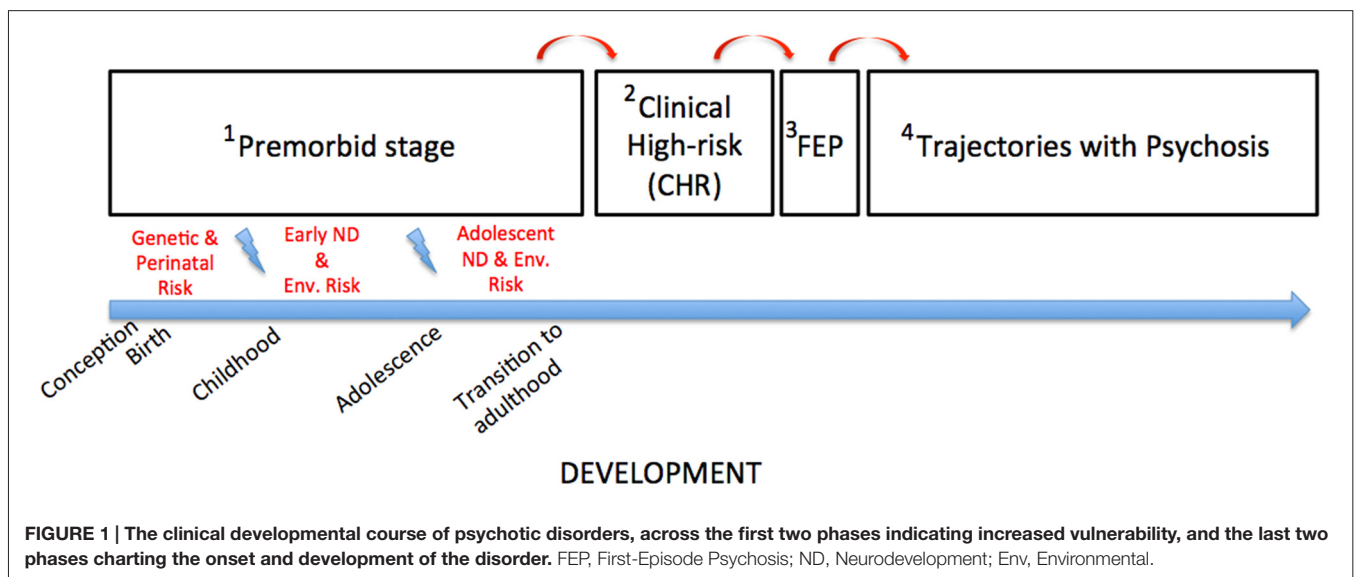 ¹Premorbid stage
²Clinical
High-risk
(CHR)
³FEP
⁴Trajectories with Psychosis
Genetic &
Perinatal
Risk
Early ND
&
Env. Risk
Adolescent
ND & Env.
Risk
Conception
Birth
Childhood
Adolescence
Transition to
adulthood
DEVELOPMENT
FIGURE 1 | The clinical developmental course of psychotic disorders, across the first two phases indicating increased vulnerability, and the last two
phases charting the onset and development of the disorder. FEP, First-Episode Psychosis; ND, Neurodevelopment; Env, Environmental.